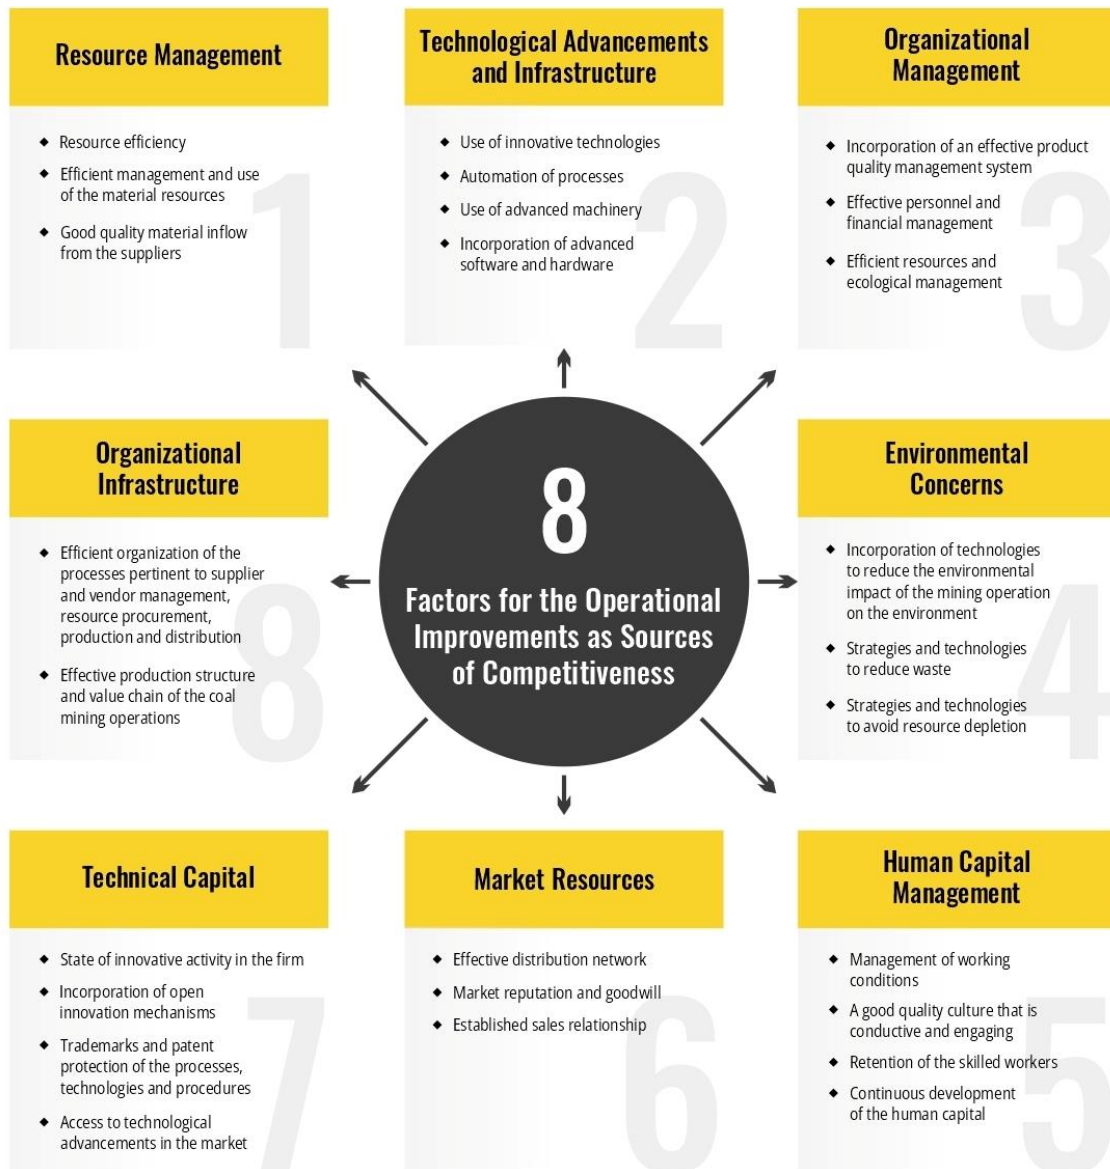 Resource Management
◆ Resource efficiency
◆ Efficient management and use
of the material resources
◆ Good quality material inflow
from the suppliers
1
Technological Advancements
and Infrastructure
◆ Use of innovative technologies
◆ Automation of processes
◆ Use of advanced machinery
◆ Incorporation of advanced
software and hardware
2
Organizational
Management
◆ Incorporation of an effective product
quality management system
◆ Effective personnel and
financial management
◆ Efficient resources and
ecological management
3
8
Factors for the Operational
Improvements as Sources
of Competitiveness
Environmental
Concerns
◆ Incorporation of technologies
to reduce the environmental
impact of the mining operation
on the environment
◆ Strategies and technologies
to reduce waste
◆ Strategies and technologies
to avoid resource depletion
4
Human Capital
Management
◆ Management of working
conditions
◆ A good quality culture that is
conductive and engaging
◆ Retention of the skilled workers
◆ Continuous development
of the human capital
5
Market Resources
◆ Effective distribution network
◆ Market reputation and goodwill
◆ Established sales relationship
6
Technical Capital
◆ State of innovative activity in the firm
◆ Incorporation of open
innovation mechanisms
◆ Trademarks and patent
protection of the processes,
technologies and procedures
◆ Access to technological
advancements in the market
7
Organizational
Infrastructure
◆ Efficient organization of the
processes pertinent to supplier
and vendor management,
resource procurement,
production and distribution
◆ Effective production structure
and value chain of the coal
mining operations
8